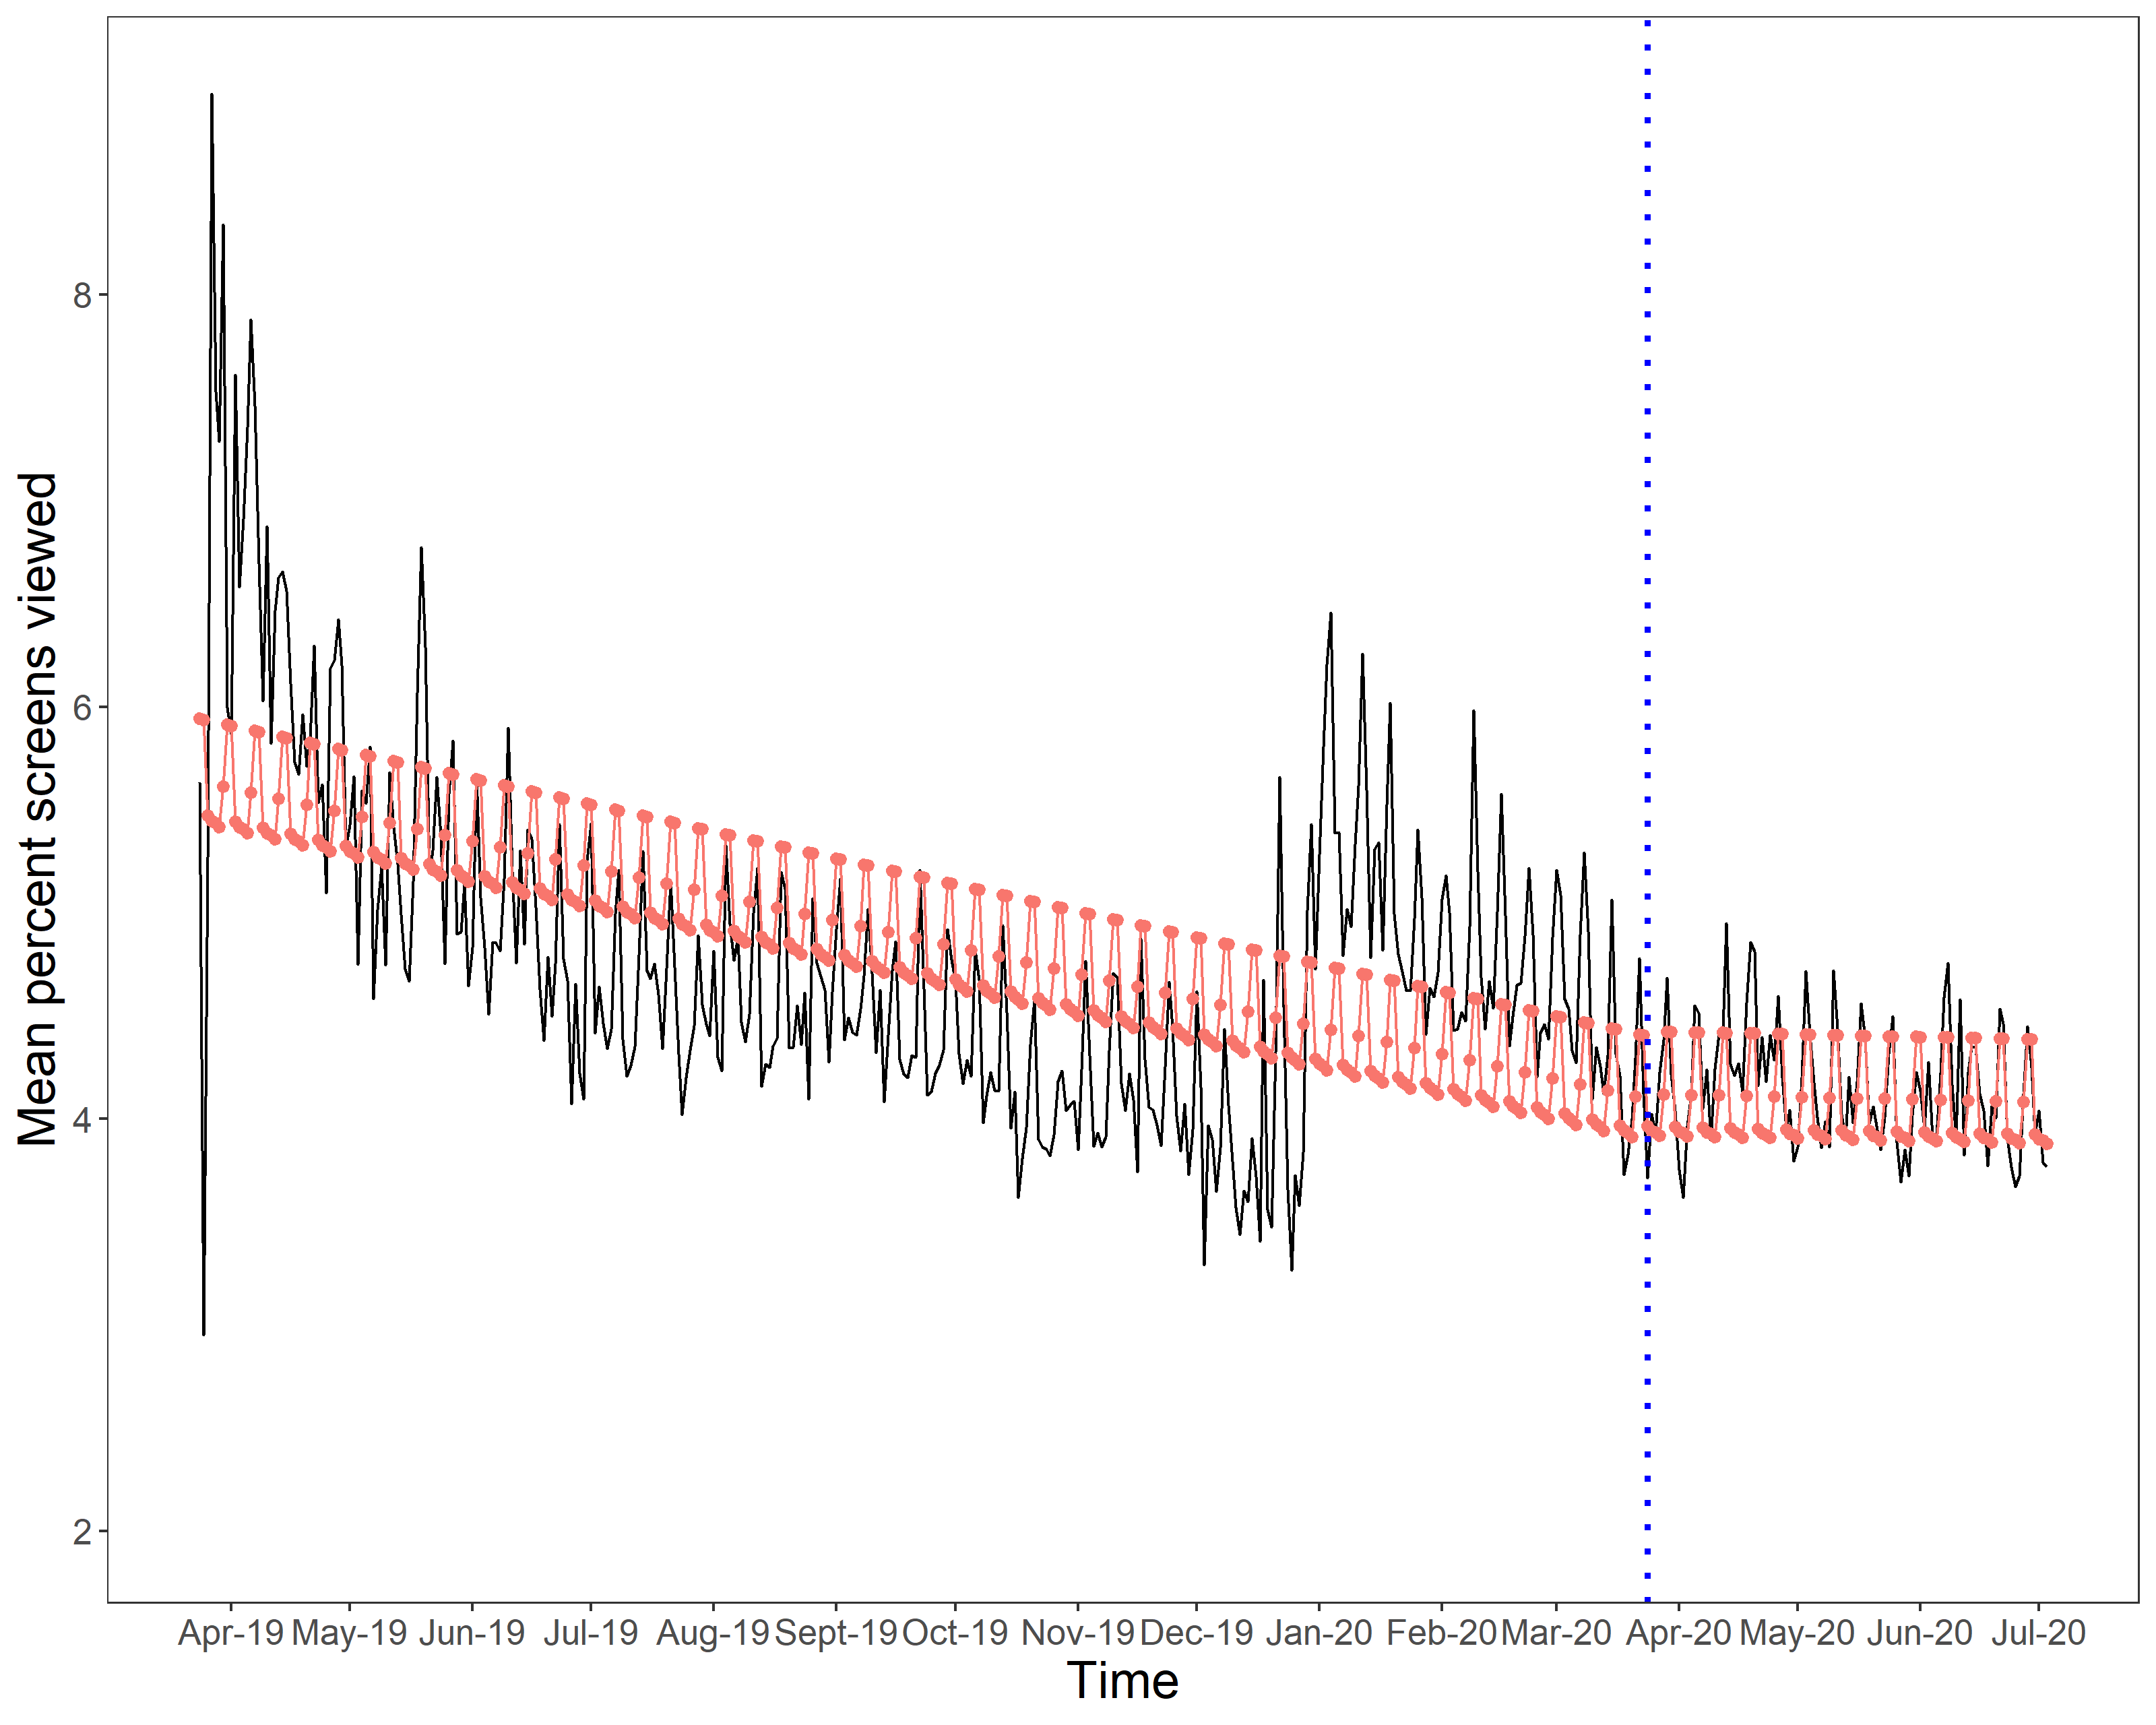 Mean percent screens viewed
8
6
4
2
Apr-19 May-19 Jun-19 Jul-19 Aug-19 Sept-19 Oct-19 Nov-19 Dec-19 Jan-20 Feb-20 Mar-20 Apr-20 May-20 Jun-20 Jul-20
Time